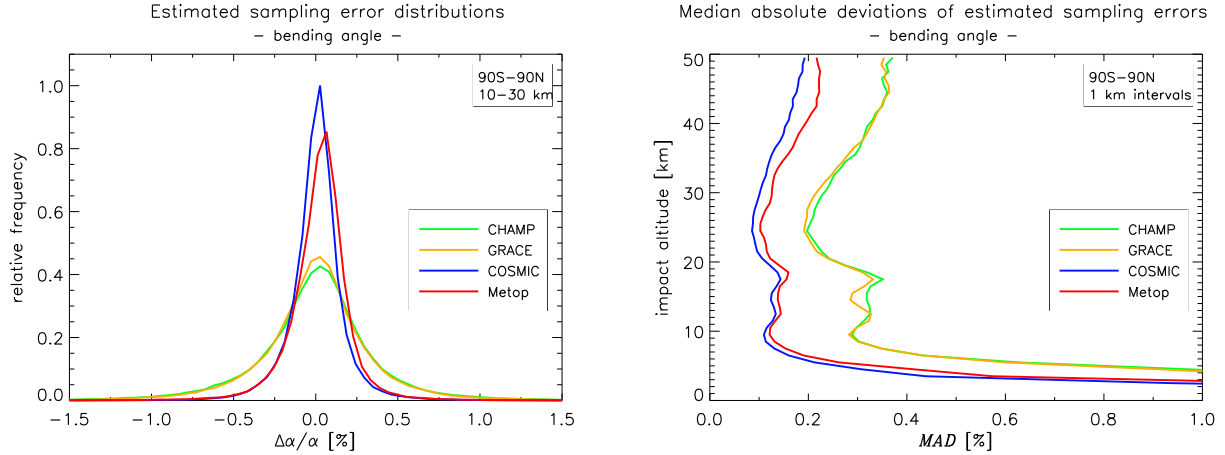 Estimated sampling error distributions
– bending angle –
90S–90N
10–30 km
relative frequency
1.0
0.8
0.6
0.4
0.2
0.0
CHAMP
GRACE
COSMIC
Metop
–1.5
–1.0
–0.5
0.0
0.5
1.0
1.5
Δα/α [%]
Median absolute deviations of estimated sampling errors
– bending angle –
90S–90N
1 km intervals
impact altitude [km]
50
40
30
20
10
0
CHAMP
GRACE
COSMIC
Metop
0.0
0.2
0.4
0.6
0.8
1.0
MAD [%]